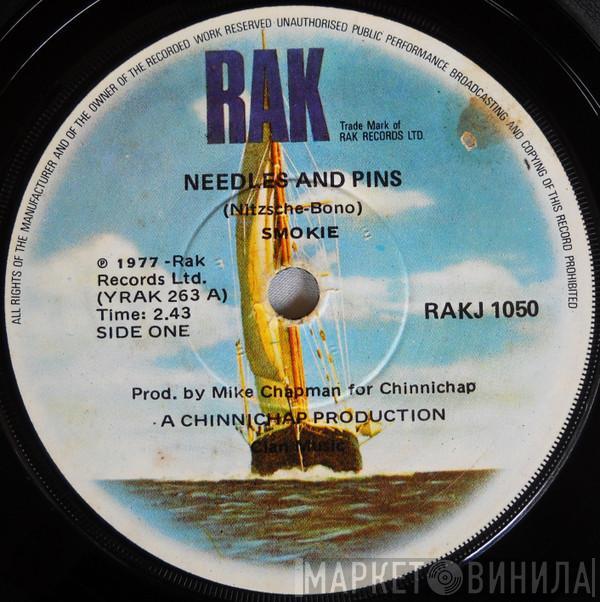 ALL RIGHTS OF THE MANUFACTURER AND OF THE OWNER OF THE RECORDED WORK RESERVED UNAUTHORISED PUBLIC PERFORMANCE BROADCASTING AND COPYING OF THIS RECORD PROHIBITED
RAK
Trade Mark of
RAK RECORDS LTD.
NEEDLES AND PINS
(Nitzsche-Bono)
SMOKIE
℗ 1977 -Rak
Records Ltd.
(YRAK 263 A)
Time: 2.43
SIDE ONE
RAKJ 1050
Prod. by Mike Chapman for Chinnichap
A CHINNICHAP PRODUCTION
Clan Music
МАРКЕТ ВИНИЛА